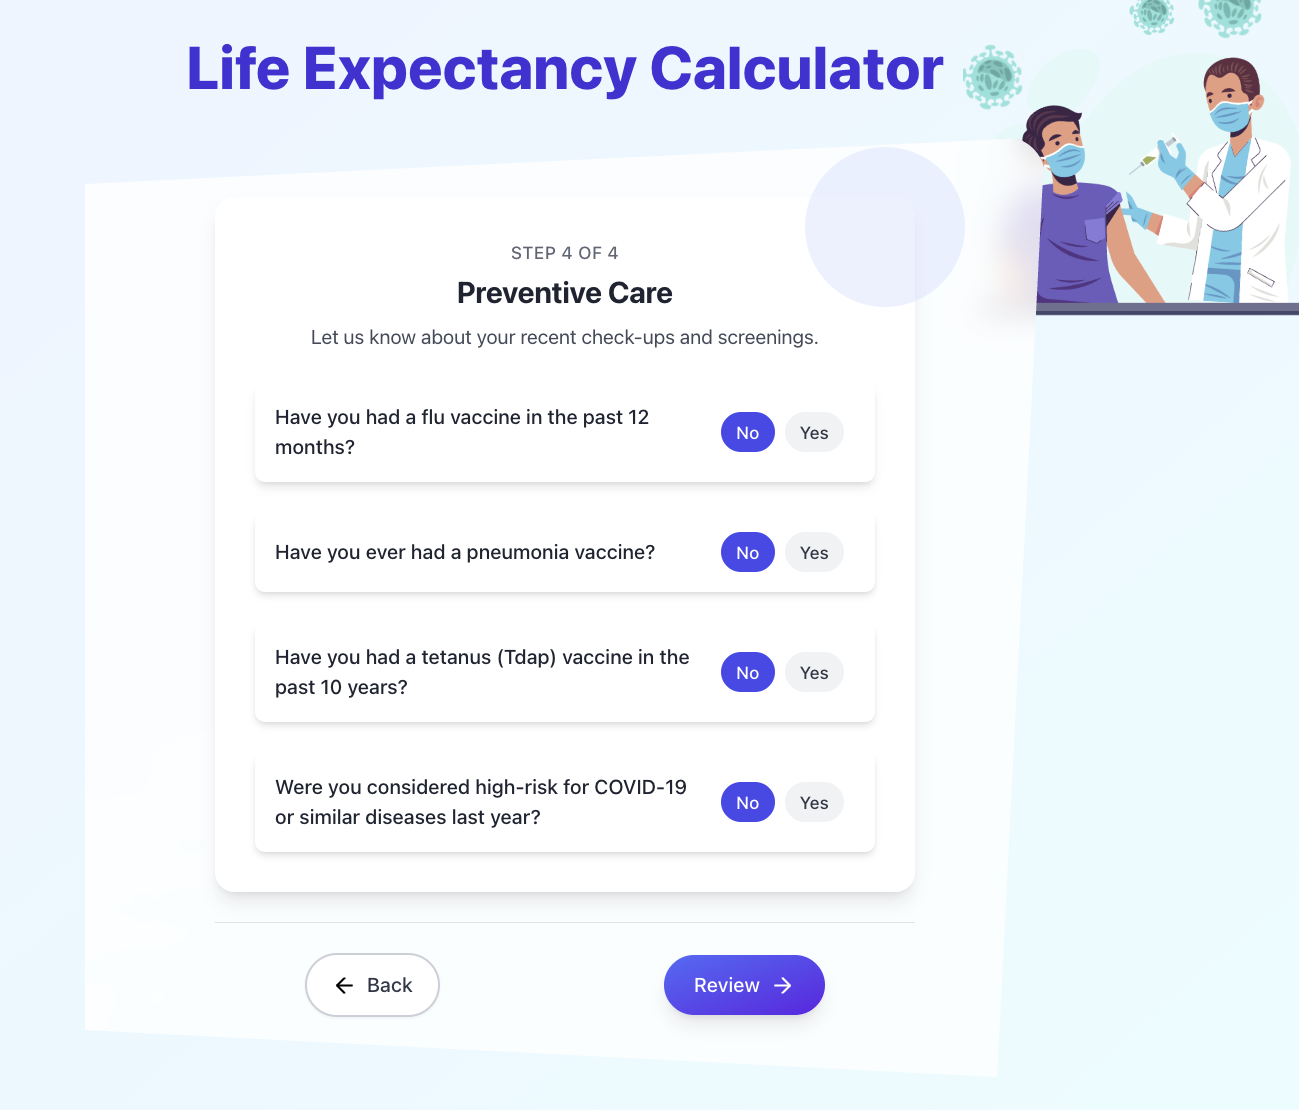 Life Expectancy Calculator
STEP 4 OF 4
Preventive Care
Let us know about your recent check-ups and screenings.
Have you had a flu vaccine in the past 12
months?
No Yes
Have you ever had a pneumonia vaccine?
No Yes
Have you had a tetanus (Tdap) vaccine in the
past 10 years?
No Yes
Were you considered high-risk for COVID-19
or similar diseases last year?
No Yes
Back
Review